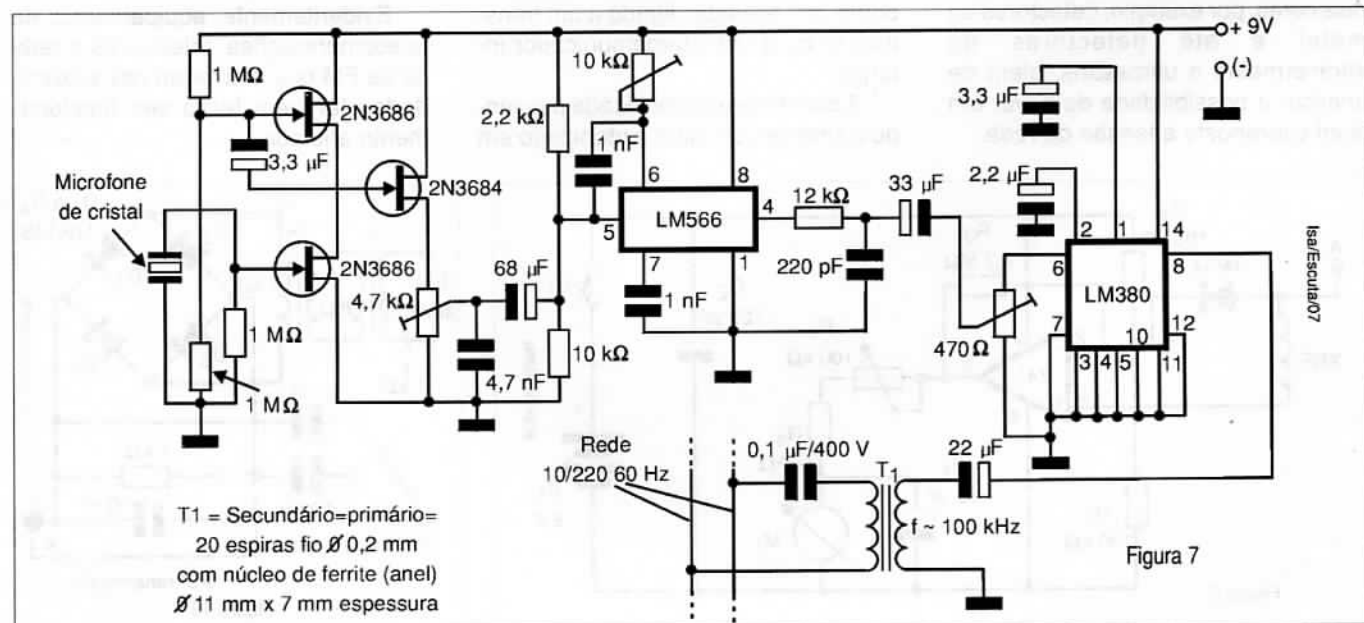 1 MΩ
2N3686
3,3 µF
2N3684
Microfone
de cristal
2N3686
1 MΩ
1 MΩ
4,7 kΩ
4,7 nF
68 µF
2,2 kΩ
10 kΩ
10 kΩ
1 nF
6
8
5
LM566
4
7
1
1 nF
12 kΩ
220 pF
33 µF
470 Ω
3,3 µF
2,2 µF
+ 9V
(-)
2
1
14
6
8
LM380
7
10
12
3
4
5
11
Isa/Escuta/07
Rede
10/220 60 Hz
0,1 µF/400 V
T1
22 µF
f ~ 100 kHz
Figura 7
T1 = Secundário=primário=
20 espiras fio Ø 0,2 mm
com núcleo de ferrite (anel)
Ø 11 mm x 7 mm espessura